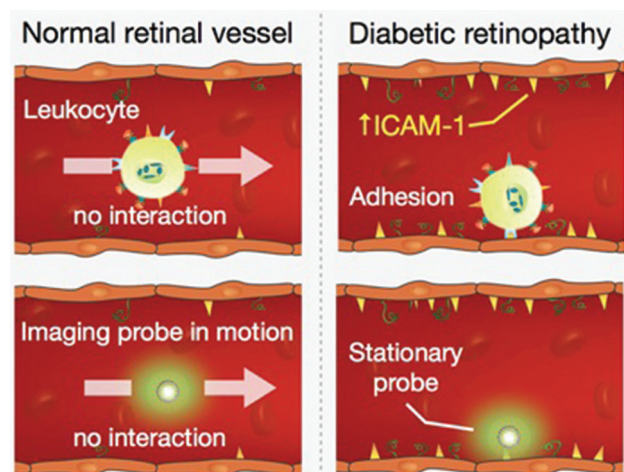 Normal retinal vessel
Leukocyte
no interaction
Diabetic retinopathy
↑ICAM-1
Adhesion
Imaging probe in motion
no interaction
Stationary
probe